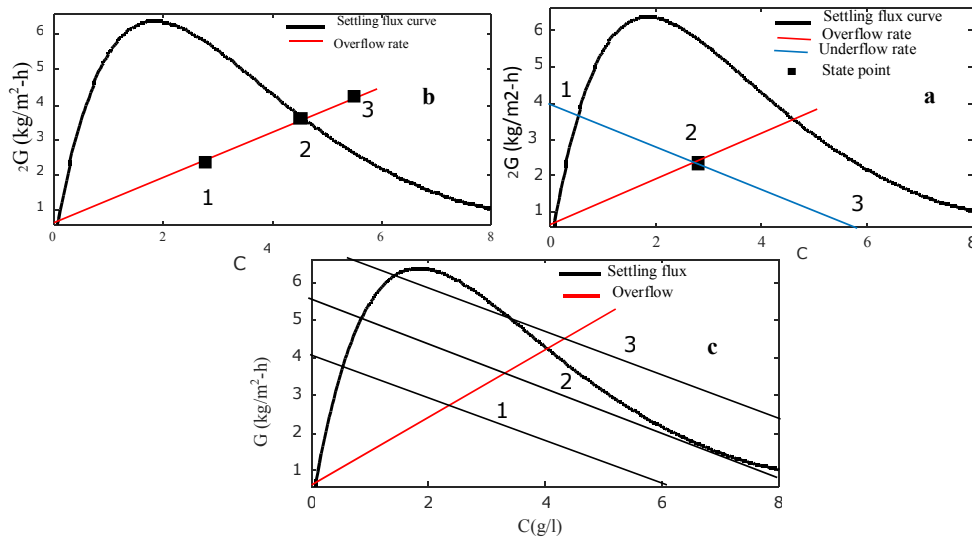 Settling flux curve
Overflow rate
b
₂G (kg/m²-h)
6
5
4
3
2
1
1
2
3
0
2
4
6
8
C
Settling flux curve
Overflow rate
Underflow rate
State point
a
₂G (kg/m2-h)
6
5
4
3
2
1
1
2
3
0
2
4
6
8
C
Settling flux
Overflow
c
G (kg/m²-h)
6
5
4
3
2
1
3
2
1
0
2
4
6
8
C(g/l)